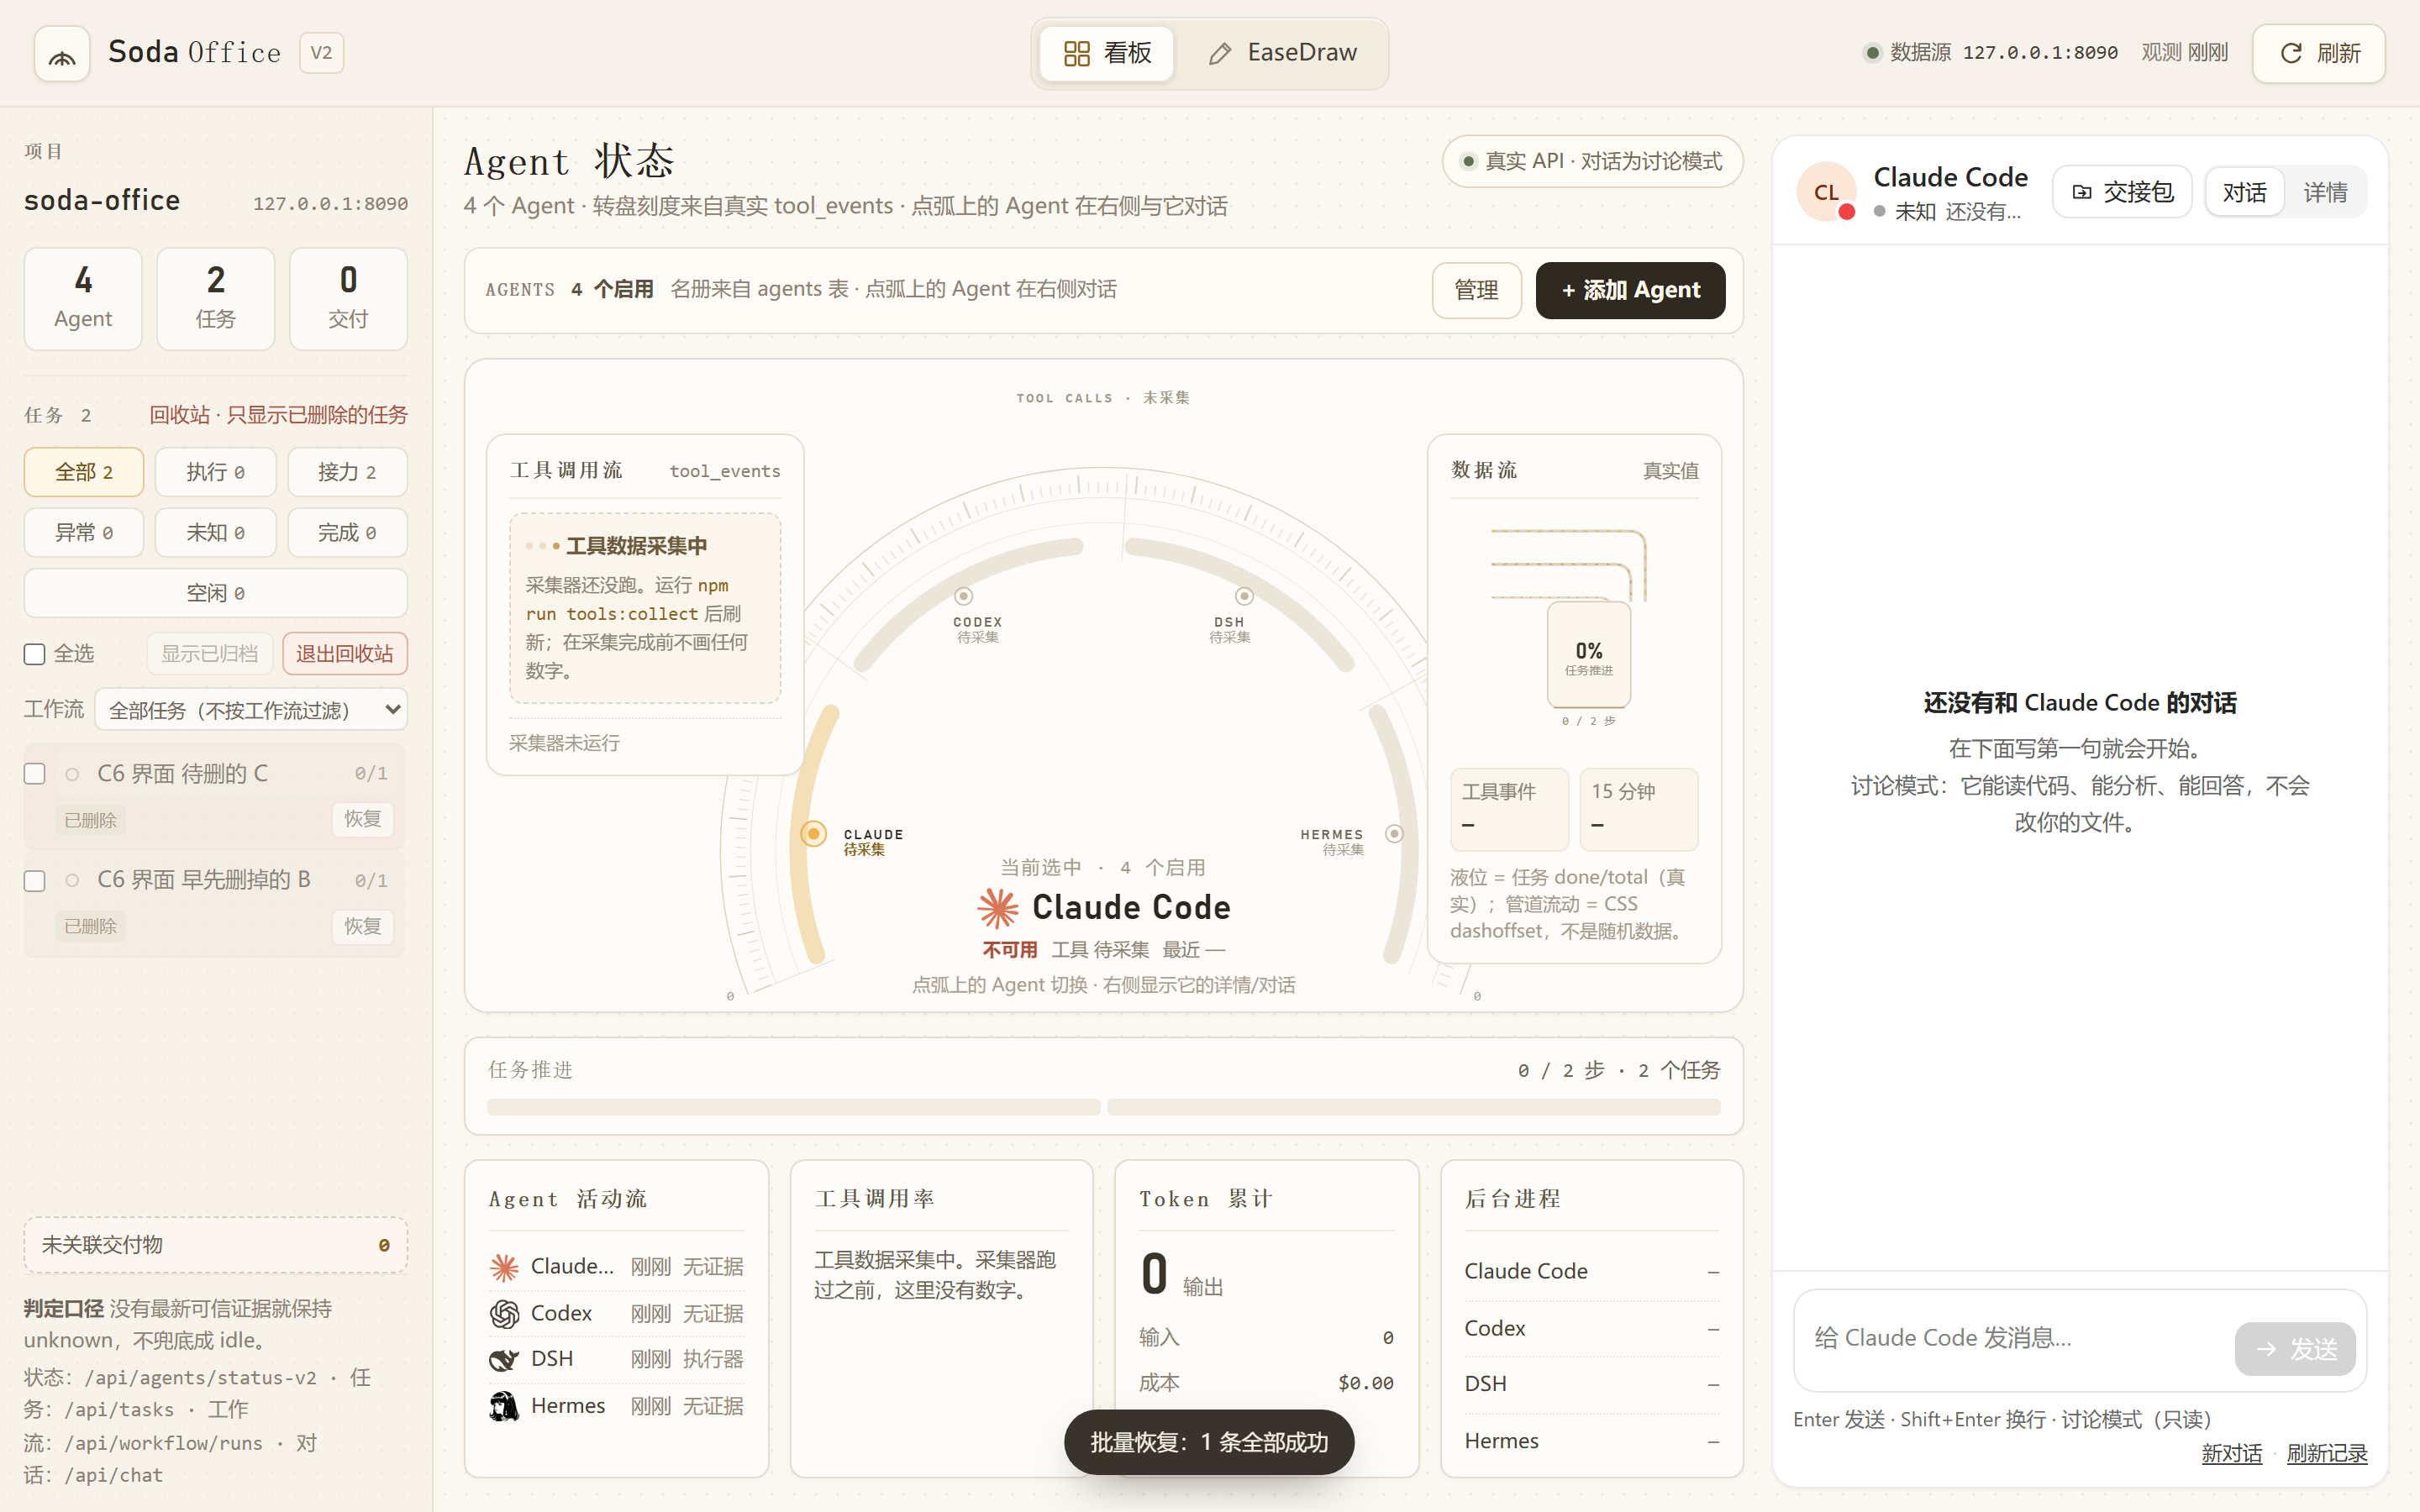 Soda Office V2
看板
EaseDraw
数据源 127.0.0.1:8090 观测 刚刚
刷新
项目
soda-office 127.0.0.1:8090
4 Agent
2 任务
0 交付
任务 2 回收站 · 只显示已删除的任务
全部 2 执行 0 接力 2
异常 0 未知 0 完成 0
空闲 0
全选 显示已归档 退出回收站
工作流 全部任务（不按工作流过滤）
C6 界面 待删的 C 0/1
已删除 恢复
C6 界面 早先删掉的 B 0/1
已删除 恢复
未关联交付物 0
判定口径 没有最新可信证据就保持
unknown，不兜底成 idle。
状态：/api/agents/status-v2 · 任
务：/api/tasks · 工作
流：/api/workflow/runs · 对
话：/api/chat
Agent 状态
真实 API · 对话为讨论模式
4 个 Agent · 转盘刻度来自真实 tool_events · 点弧上的 Agent 在右侧与它对话
AGENTS 4 个启用 名册来自 agents 表 · 点弧上的 Agent 在右侧对话
管理
+ 添加 Agent
TOOL CALLS · 未采集
工具调用流 tool_events
工具数据采集中
采集器还没跑。运行 npm
run tools:collect 后刷
新；在采集完成前不画任何
数字。
采集器未运行
CODEX
待采集
DSH
待采集
CLAUDE
待采集
HERMES
待采集
0
0
当前选中 · 4 个启用
Claude Code
不可用 工具 待采集 最近 —
点弧上的 Agent 切换 · 右侧显示它的详情/对话
数据流 真实值
0%
任务推进
0 / 2 步
工具事件
–
15 分钟
–
液位 = 任务 done/total（真
实）；管道流动 = CSS
dashoffset，不是随机数据。
任务推进 0 / 2 步 · 2 个任务
Agent 活动流
Claude... 刚刚 无证据
Codex 刚刚 无证据
DSH 刚刚 执行器
Hermes 刚刚 无证据
工具调用率
工具数据采集中。采集器跑
过之前，这里没有数字。
Token 累计
0 输出
输入 0
成本 $0.00
后台进程
Claude Code –
Codex –
DSH –
Hermes –
批量恢复：1 条全部成功
CL
Claude Code
未知 还没有...
交接包
对话
详情
还没有和 Claude Code 的对话
在下面写第一句就会开始。
讨论模式：它能读代码、能分析、能回答，不会
改你的文件。
给 Claude Code 发消息...
发送
Enter 发送 · Shift+Enter 换行 · 讨论模式（只读）
新对话 · 刷新记录